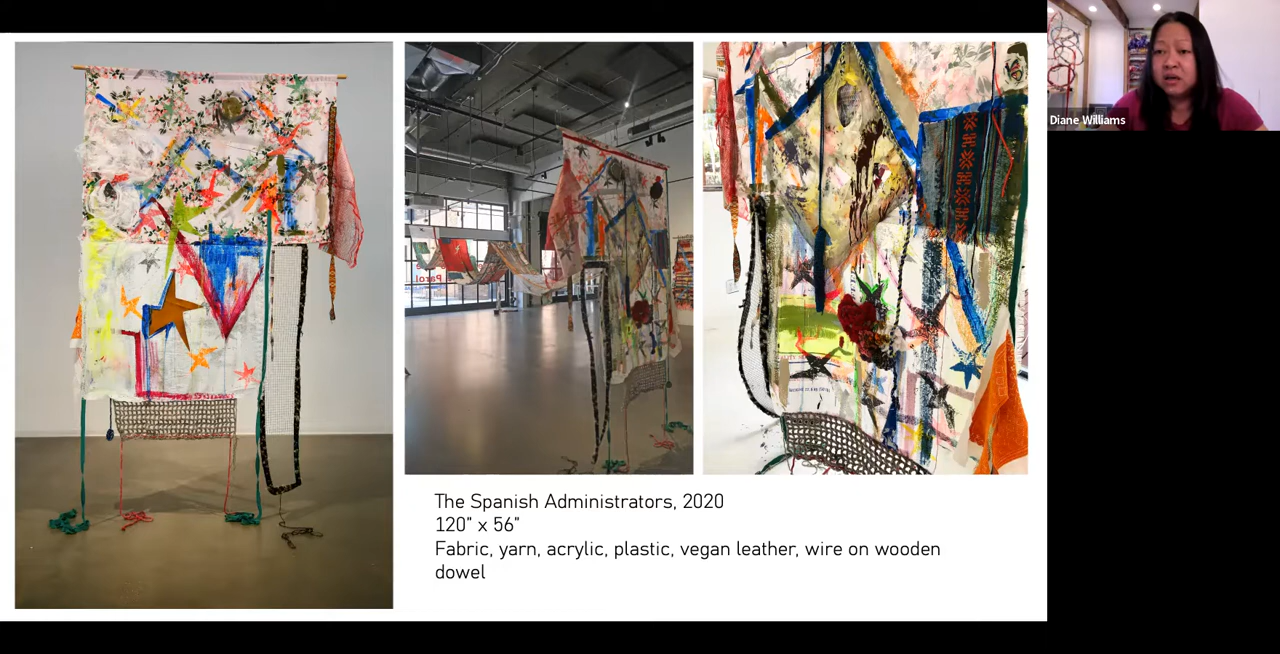 Diane Williams
The Spanish Administrators, 2020
120" x 56"
Fabric, yarn, acrylic, plastic, vegan leather, wire on wooden
dowel